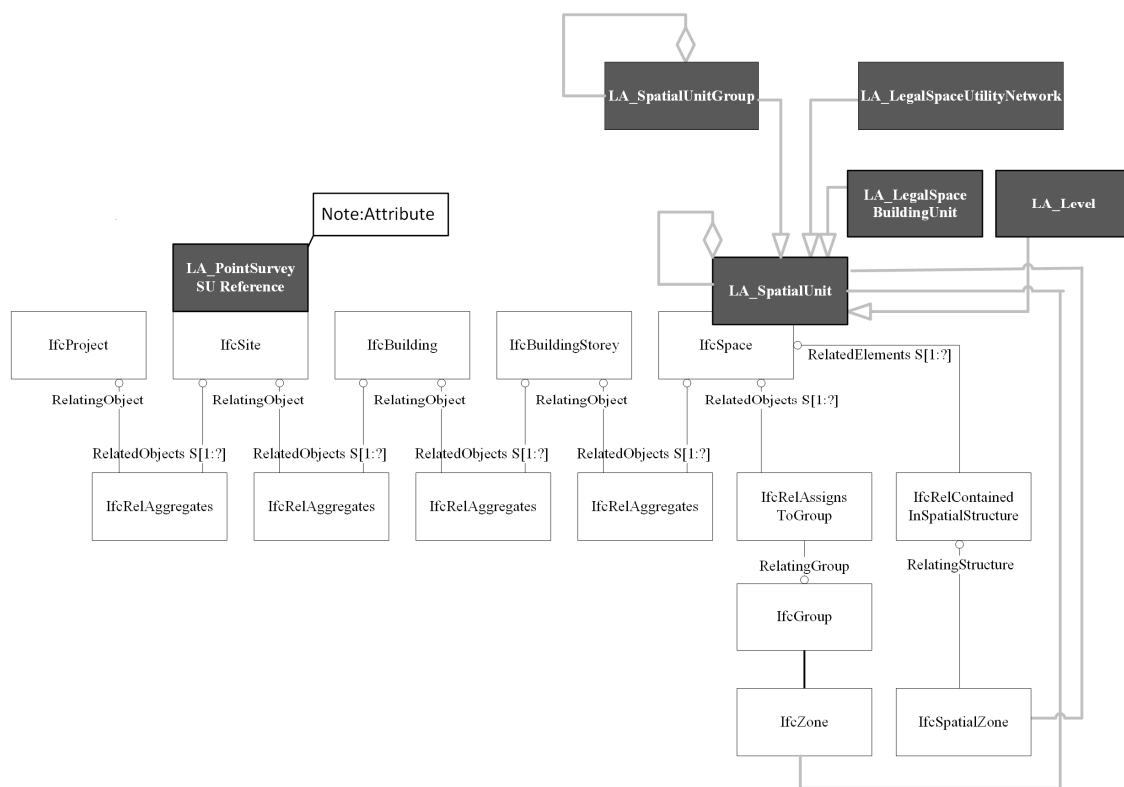 LA_SpatialUnitGroup
LA_LegalSpaceUtilityNetwork
LA_LegalSpace
BuildingUnit
LA_Level
Note:Attribute
LA_PointSurvey
SU Reference
LA_SpatialUnit
IfcProject
IfcSite
IfcBuilding
IfcBuildingStorey
IfcSpace
RelatedElements S[1:?]
RelatingObject
RelatingObject
RelatingObject
RelatingObject
RelatedObjects S[1:?]
RelatedObjects S[1:?]
RelatedObjects S[1:?]
RelatedObjects S[1:?]
RelatedObjects S[1:?]
IfcRelAggregates
IfcRelAggregates
IfcRelAggregates
IfcRelAggregates
IfcRelAssigns
ToGroup
IfcRelContained
InSpatialStructure
RelatingGroup
RelatingStructure
IfcGroup
IfcZone
IfcSpatialZone